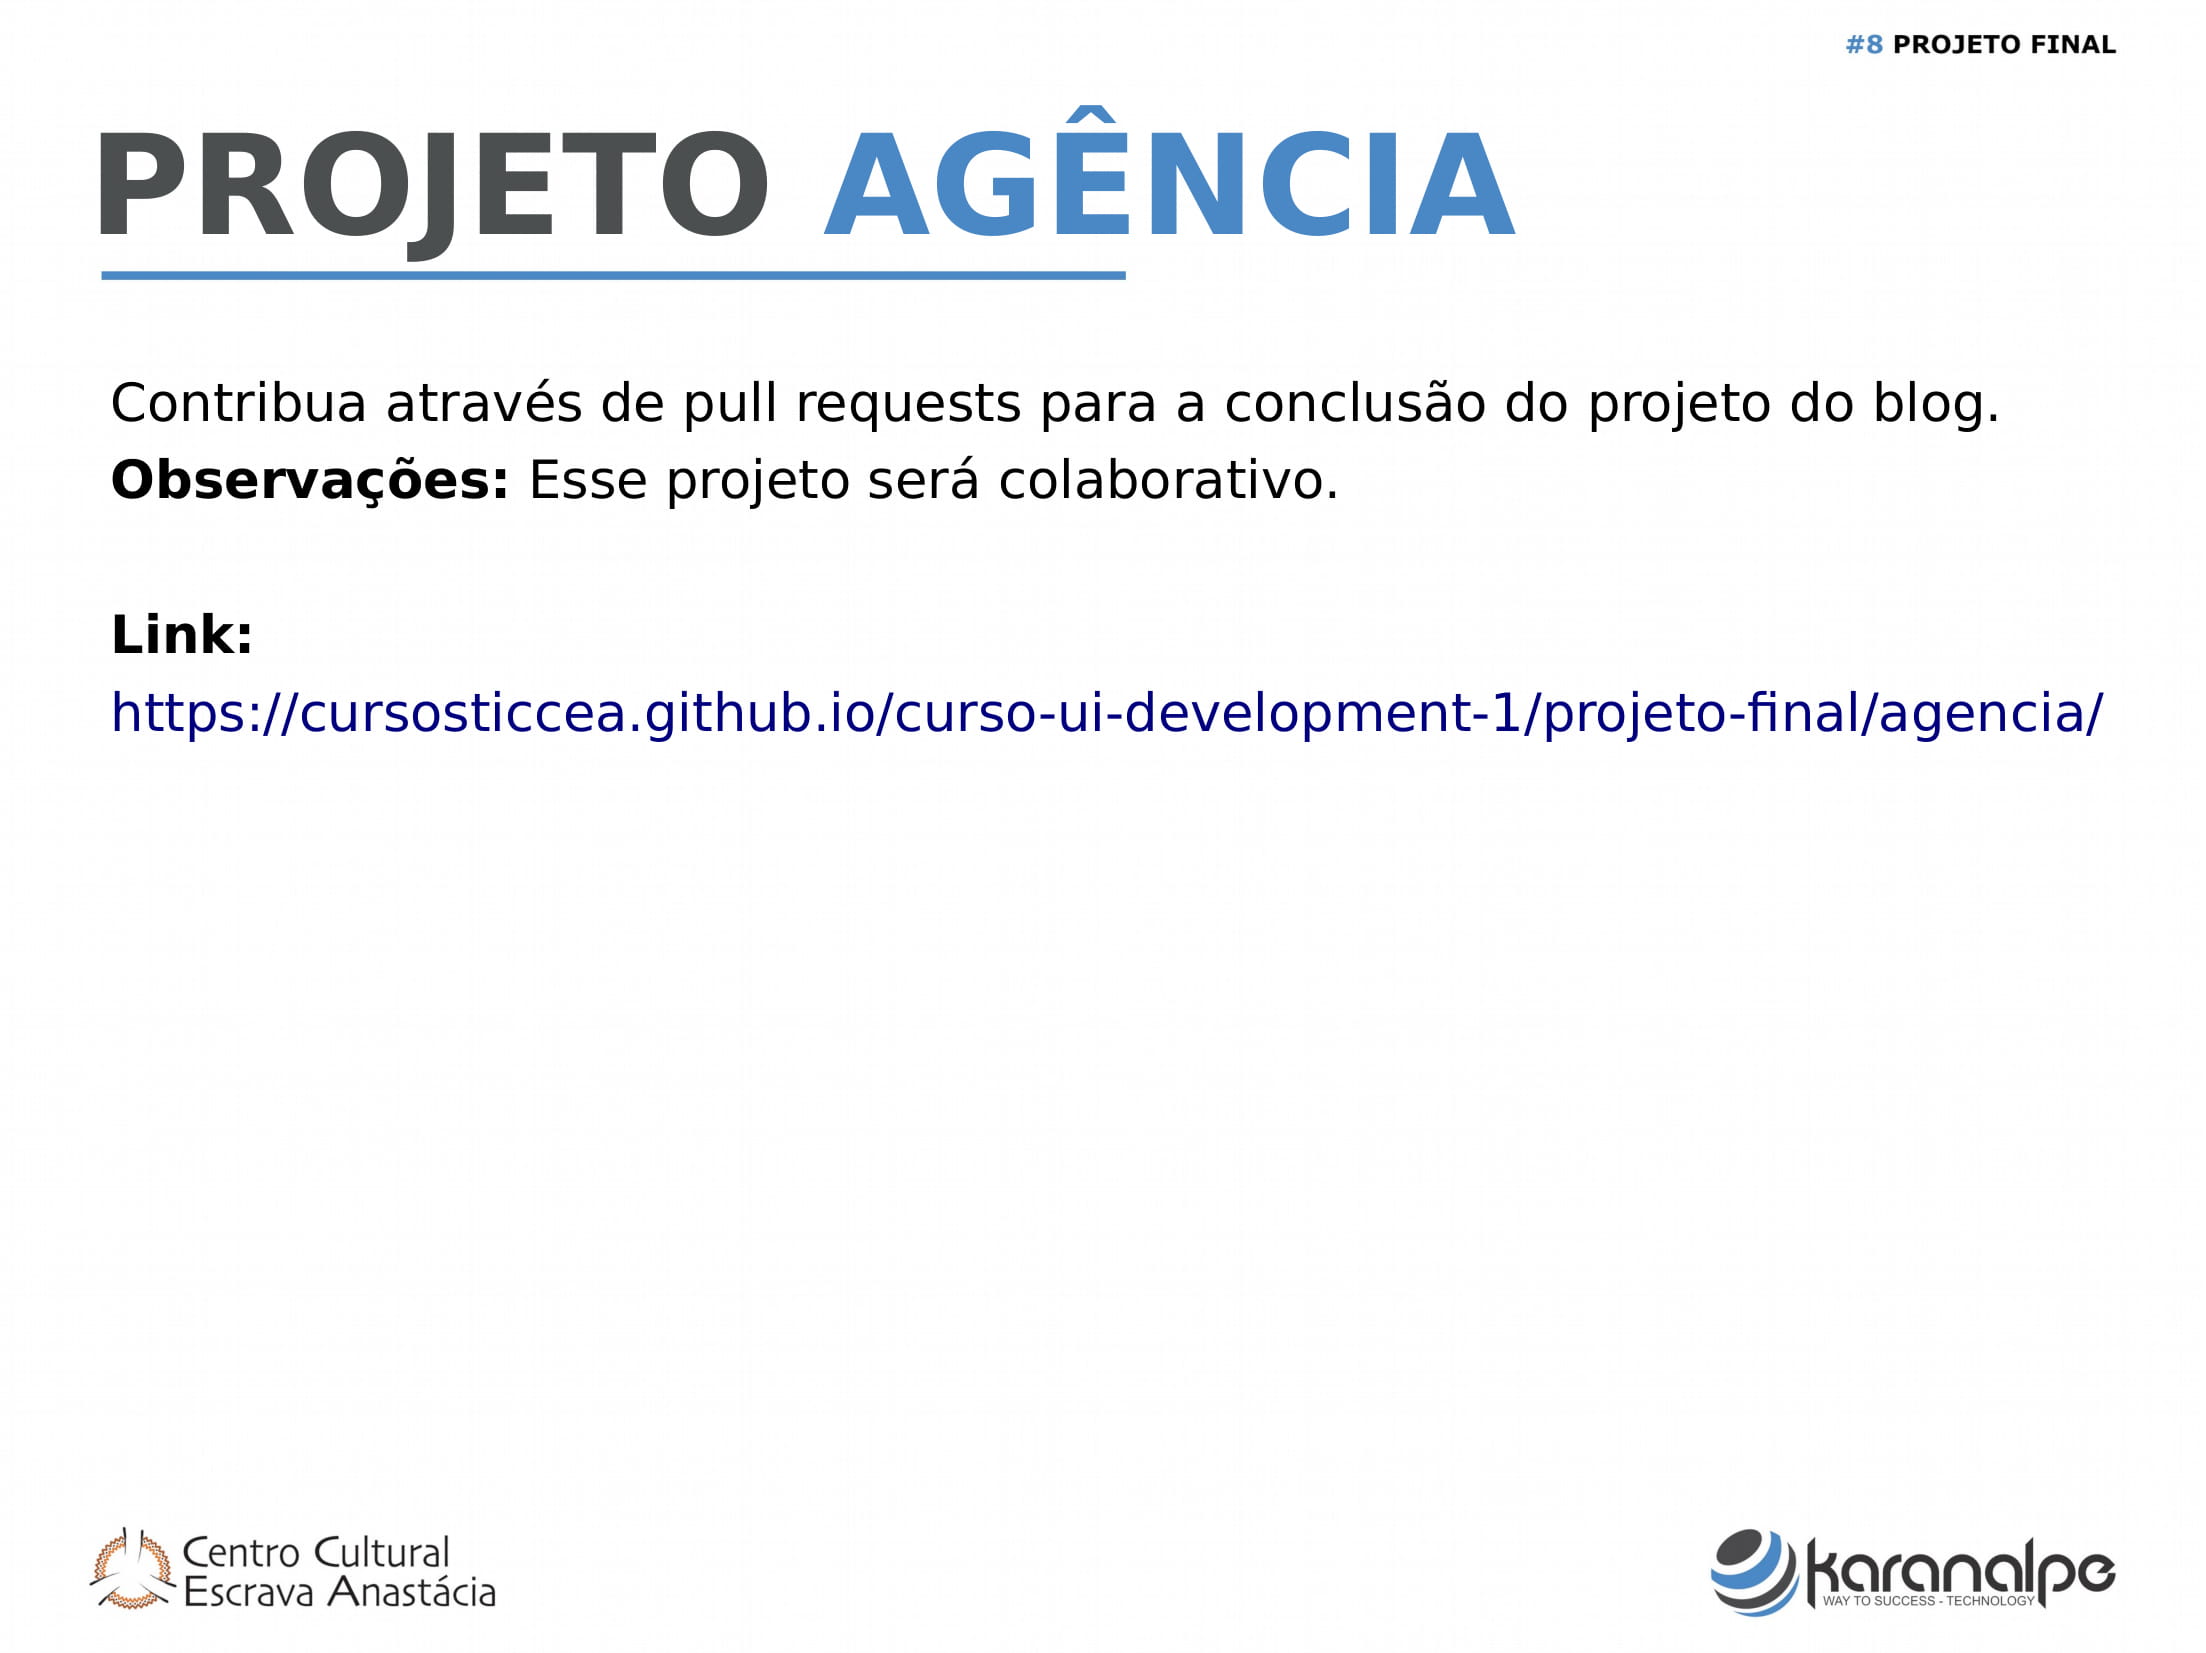 #8 PROJETO FINAL
PROJETO AGÊNCIA
Contribua através de pull requests para a conclusão do projeto do blog.
Observações: Esse projeto será colaborativo.
Link:
https://cursosticcea.github.io/curso-ui-development-1/projeto-final/agencia/
Centro Cultural
Escrava Anastácia
karanalpe
WAY TO SUCCESS - TECHNOLOGY